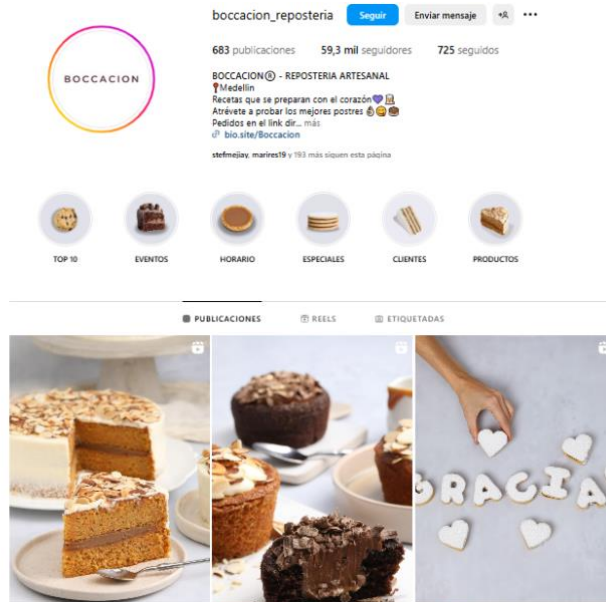 boccacion_reposteria Seguir Enviar mensaje
683 publicaciones 59,3 mil seguidores 725 seguidos
BOCCACION
BOCCACION® - REPOSTERIA ARTESANAL
Medellin
Recetas que se preparan con el corazón
Atrévete a probar los mejores postres
Pedidos en el link dir... más
bio.site/Boccacion
stefmejiay, marires19 y 193 más siguen esta página
TOP 10 EVENTOS HORARIO ESPECIALES CLIENTES PRODUCTOS
PUBLICACIONES REELS ETIQUETADAS
GRACIA